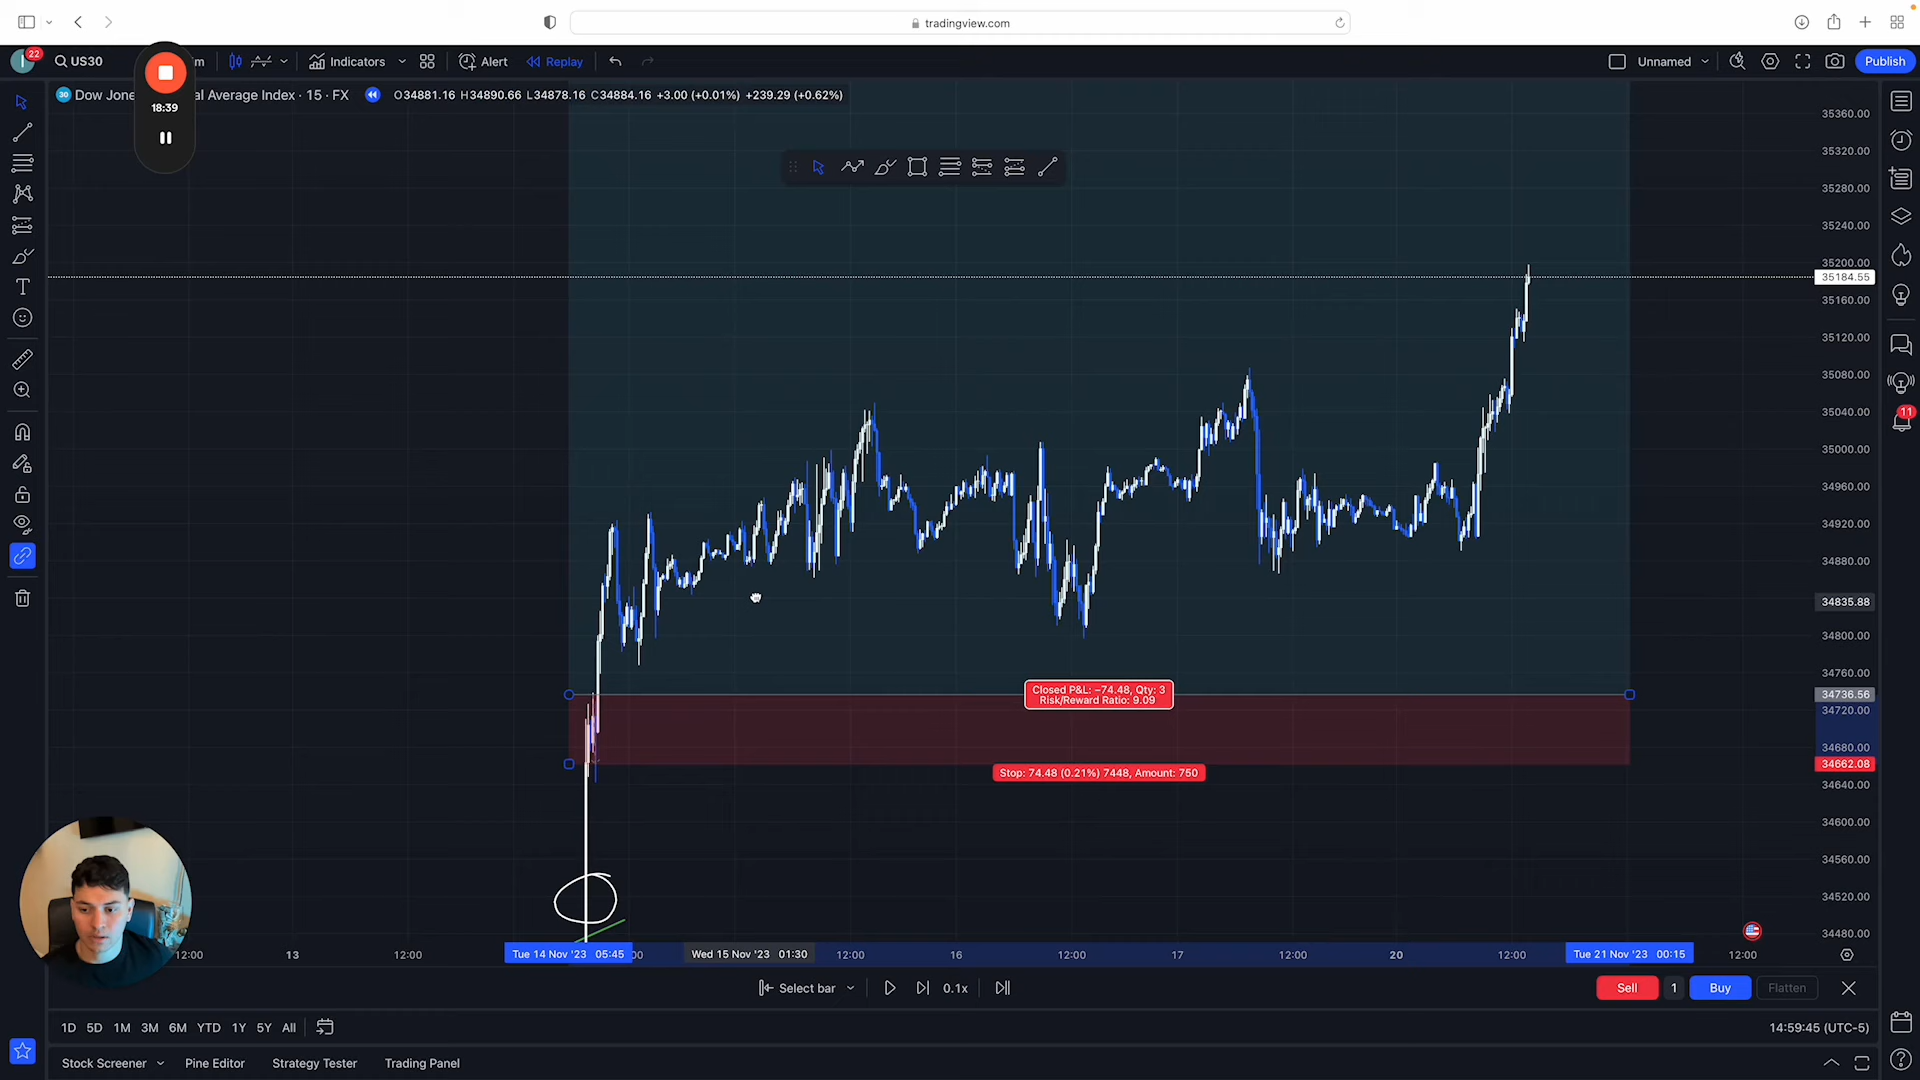 tradingview.com
22
US30
m
Indicators
Alert
Replay
Unnamed
Publish
18:39
30
Dow Jone
al Average Index · 15 · FX
O34881.16 H34890.66 L34878.16 C34884.16 +3.00 (+0.01%) +239.29 (+0.62%)
35360.00
35320.00
35280.00
35240.00
35200.00
35184.55
35160.00
35120.00
35080.00
35040.00
11
35000.00
34960.00
34920.00
34880.00
34835.88
34800.00
34760.00
Closed P&L: −74.48, Qty: 3
Risk/Reward Ratio: 9.09
34736.56
34720.00
34680.00
34662.08
Stop: 74.48 (0.21%) 7448, Amount: 750
34640.00
34600.00
34560.00
34520.00
34480.00
12:00
13
12:00
Tue 14 Nov '23 05:45
:00
Wed 15 Nov '23 01:30
12:00
16
12:00
17
12:00
20
12:00
Tue 21 Nov '23 00:15
12:00
Select bar
0.1x
Sell
1
Buy
Flatten
1D 5D 1M 3M 6M YTD 1Y 5Y All
14:59:45 (UTC-5)
Stock Screener
Pine Editor
Strategy Tester
Trading Panel